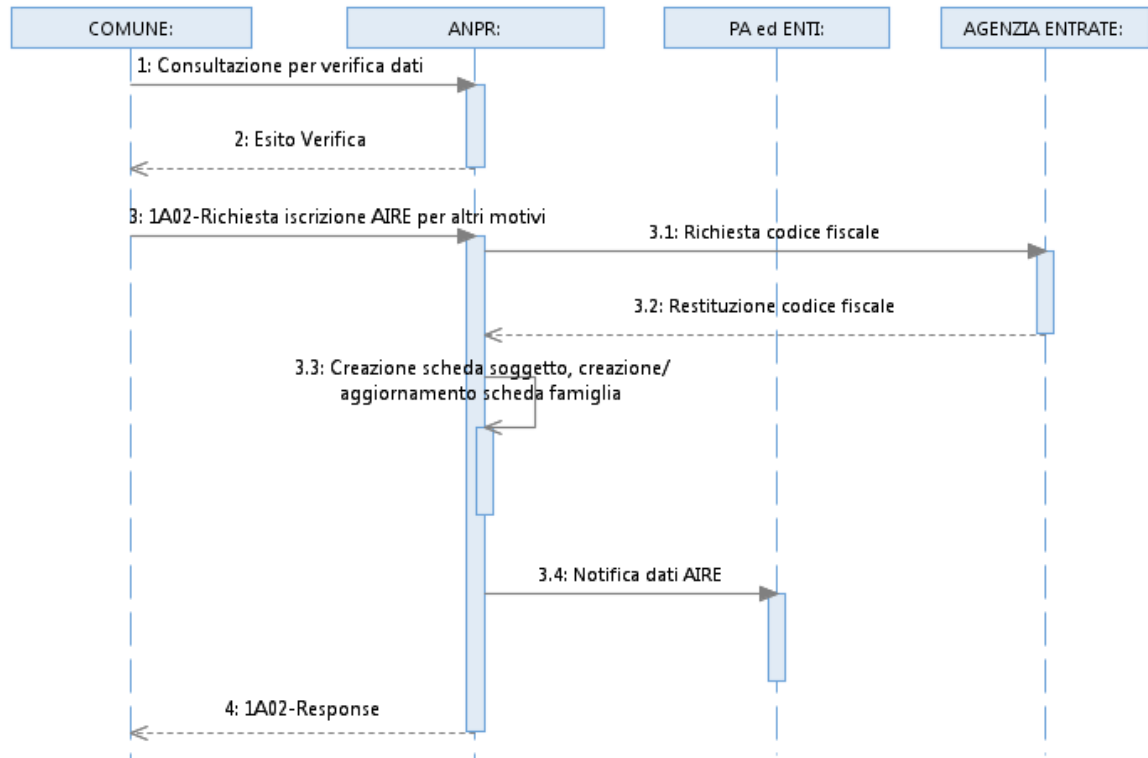 COMUNE:
ANPR:
PA ed ENTI:
AGENZIA ENTRATE:
1: Consultazione per verifica dati
2: Esito Verifica
3: 1A02-Richiesta iscrizione AIRE per altri motivi
3.1: Richiesta codice fiscale
3.2: Restituzione codice fiscale
3.3: Creazione scheda soggetto, creazione/
aggiornamento scheda famiglia
3.4: Notifica dati AIRE
4: 1A02-Response